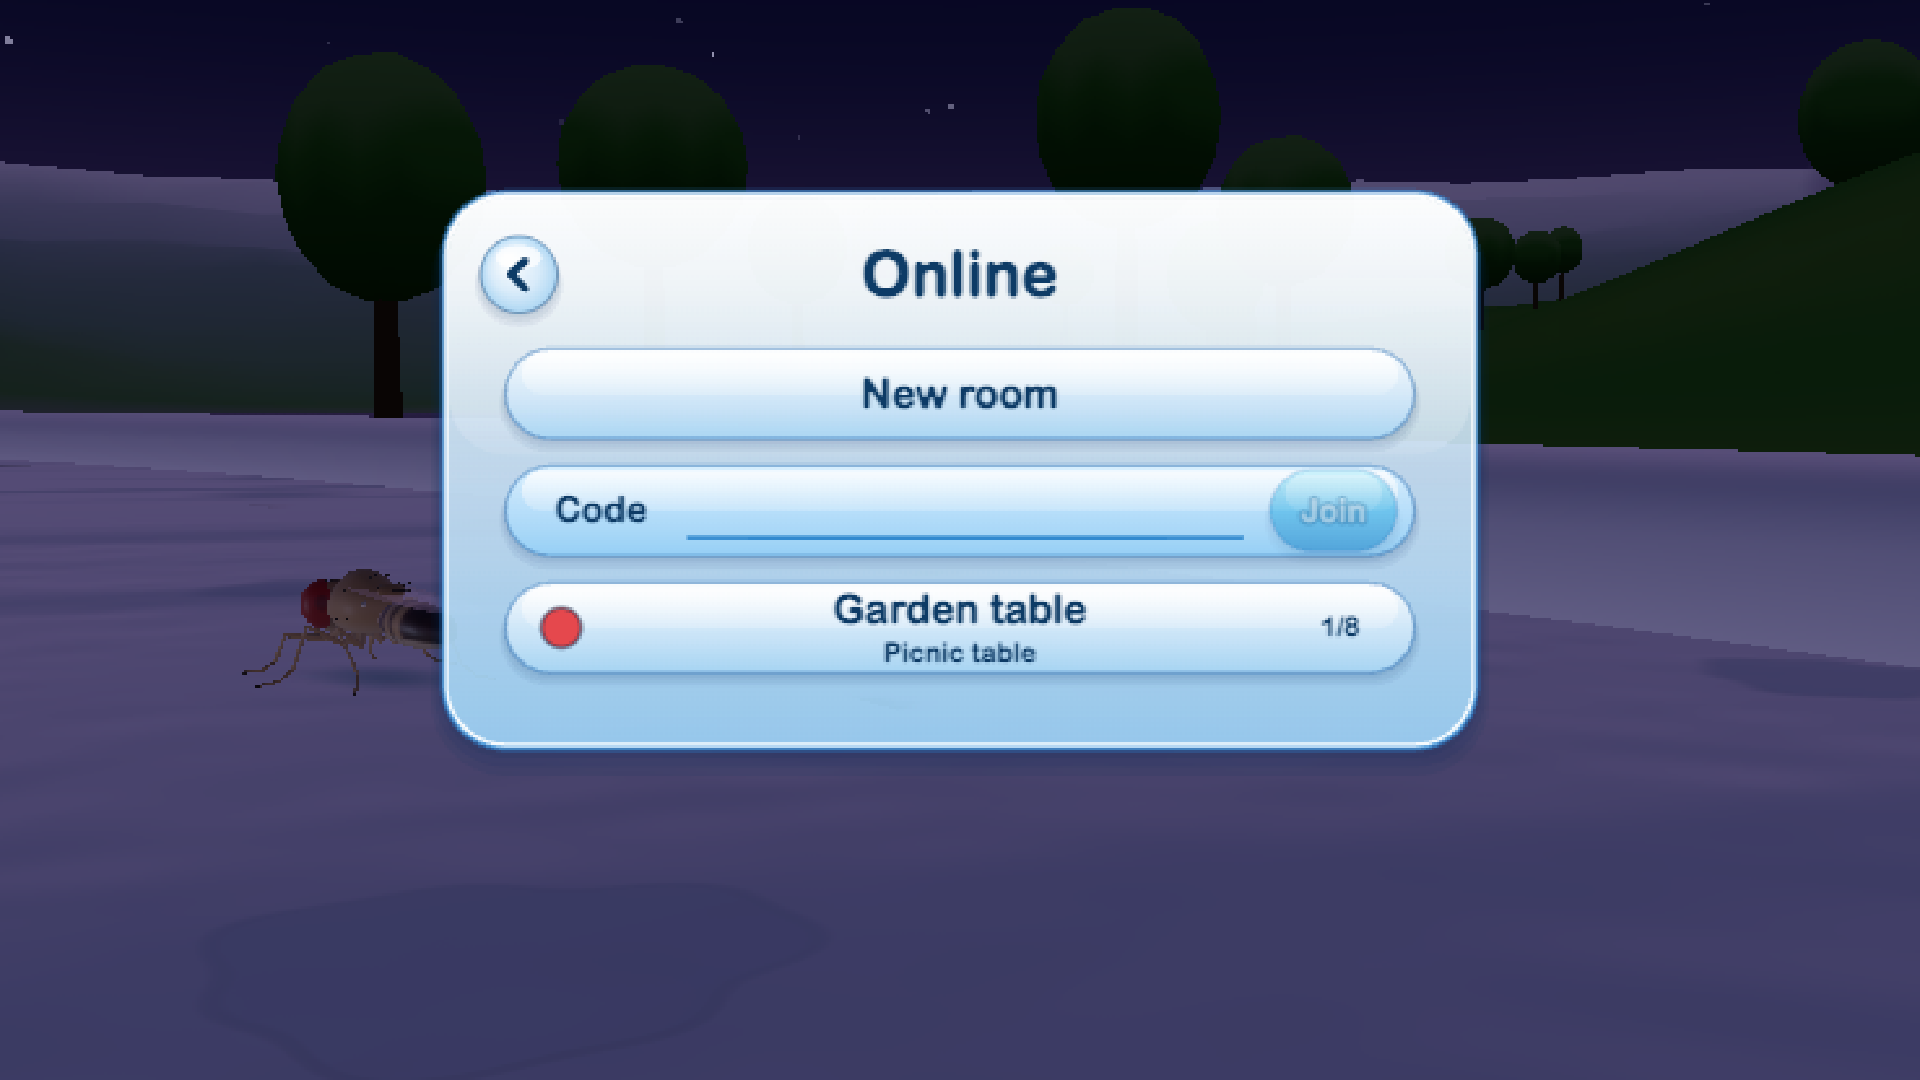 Online
New room
Code
Join
Garden table
1/8
Picnic table